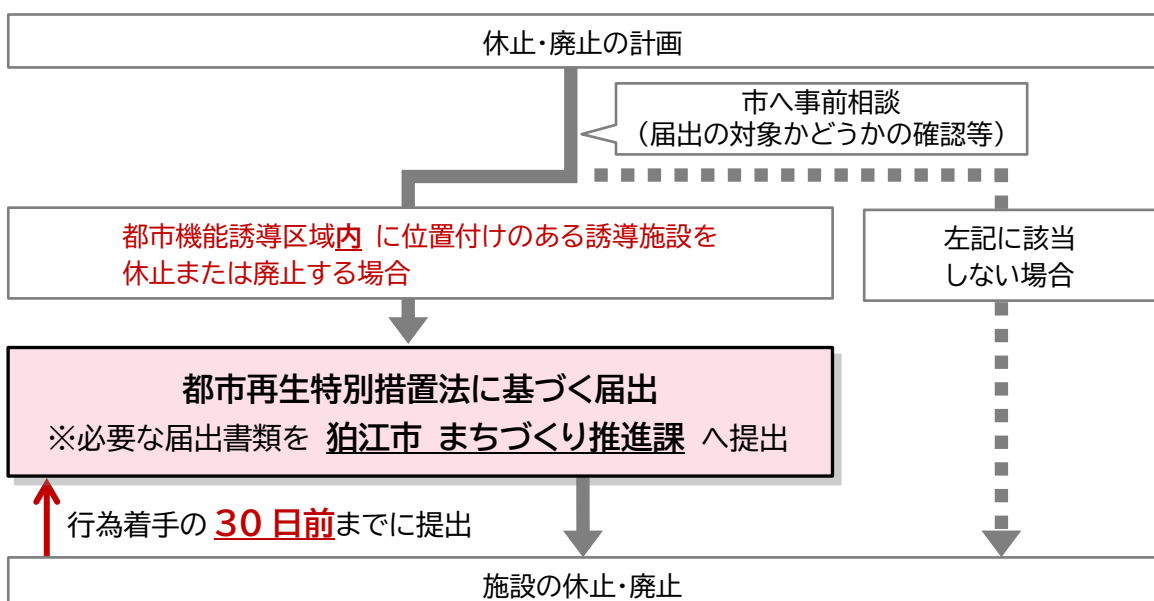 休止・廃止の計画
市へ事前相談
（届出の対象かどうかの確認等）
都市機能誘導区域内 に位置付けのある誘導施設を
休止または廃止する場合
左記に該当
しない場合
都市再生特別措置法に基づく届出
※必要な届出書類を 狛江市 まちづくり推進課 へ提出
行為着手の 30 日前までに提出
施設の休止・廃止